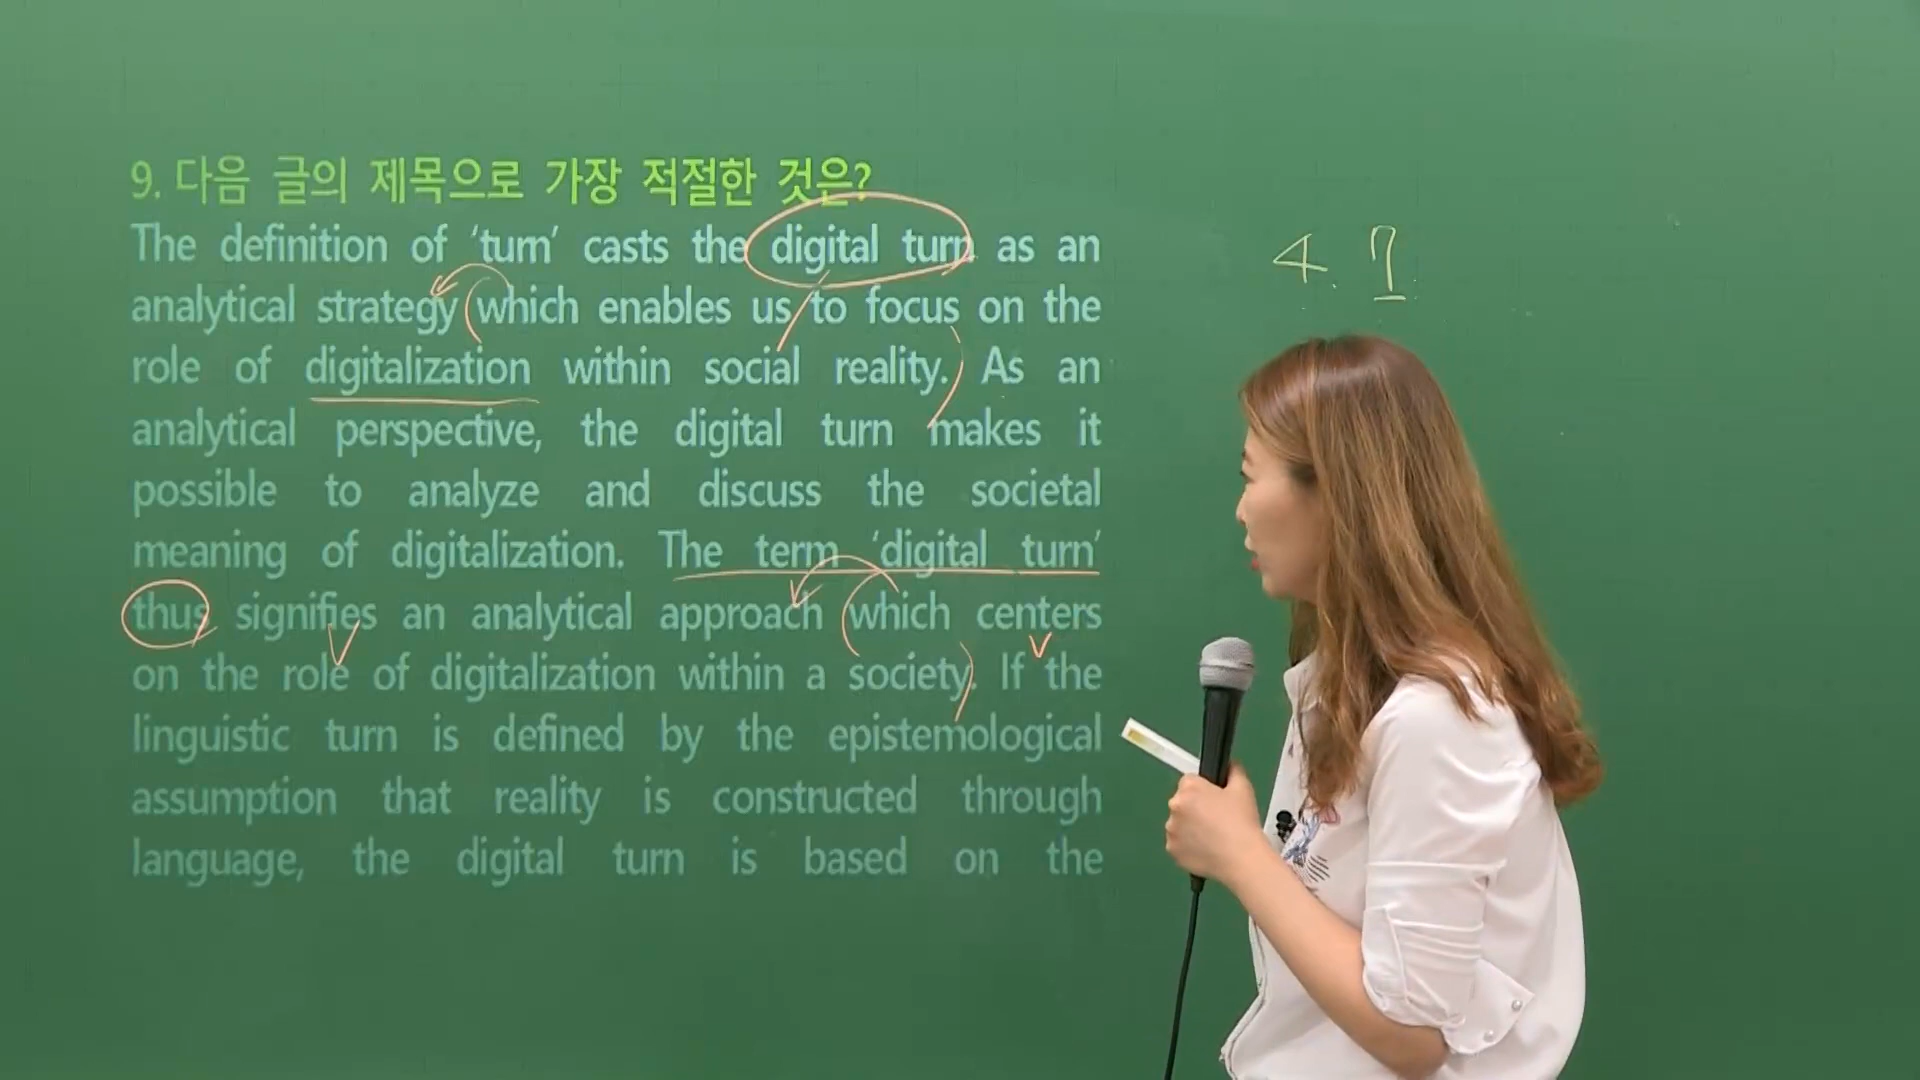 9. 다음 글의 제목으로 가장 적절한 것은?
The definition of ‘turn’ casts the digital turn as an
analytical strategy which enables us to focus on the
role of digitalization within social reality. As an
analytical perspective, the digital turn makes it
possible to analyze and discuss the societal
meaning of digitalization. The term ‘digital turn’
thus signifies an analytical approach which centers
on the role of digitalization within a society. If the
linguistic turn is defined by the epistemological
assumption that reality is constructed through
language, the digital turn is based on the
4. 7